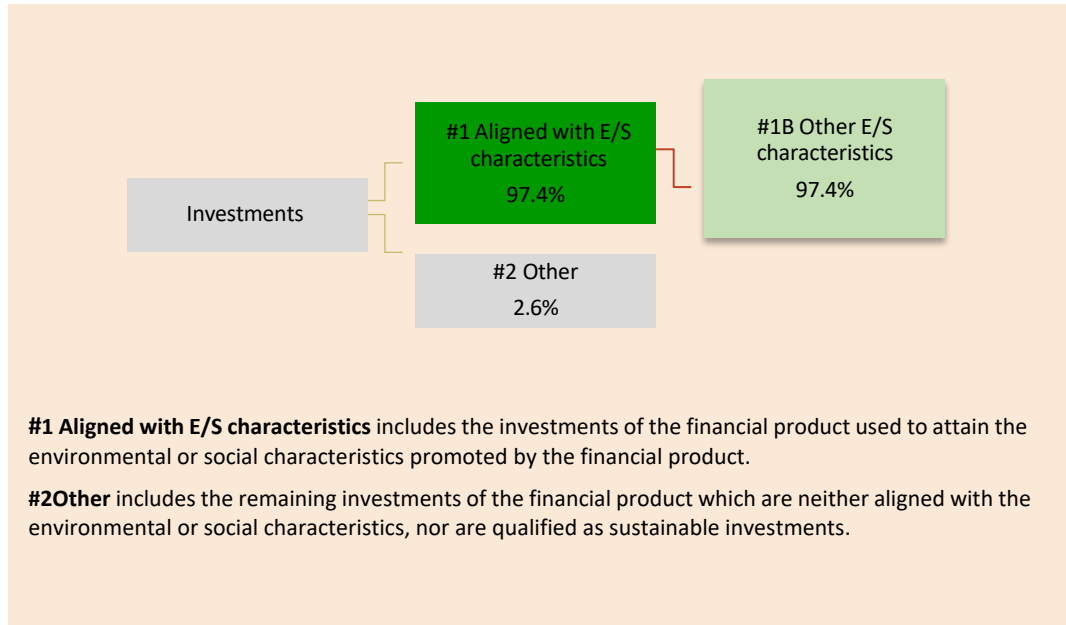 Investments
#1 Aligned with E/S
characteristics
97.4%
#1B Other E/S
characteristics
97.4%
#2 Other
2.6%
#1 Aligned with E/S characteristics includes the investments of the financial product used to attain the
environmental or social characteristics promoted by the financial product.
#2Other includes the remaining investments of the financial product which are neither aligned with the
environmental or social characteristics, nor are qualified as sustainable investments.